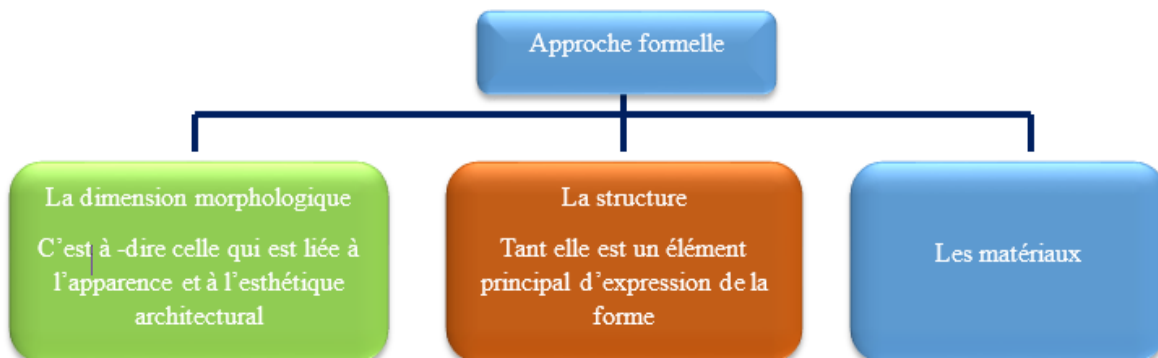 Approche formelle
La dimension morphologique
C’est à -dire celle qui est liée à
l’apparence et à l’esthétique
architectural
La structure
Tant elle est un élément
principal d’expression de la
forme
Les matériaux